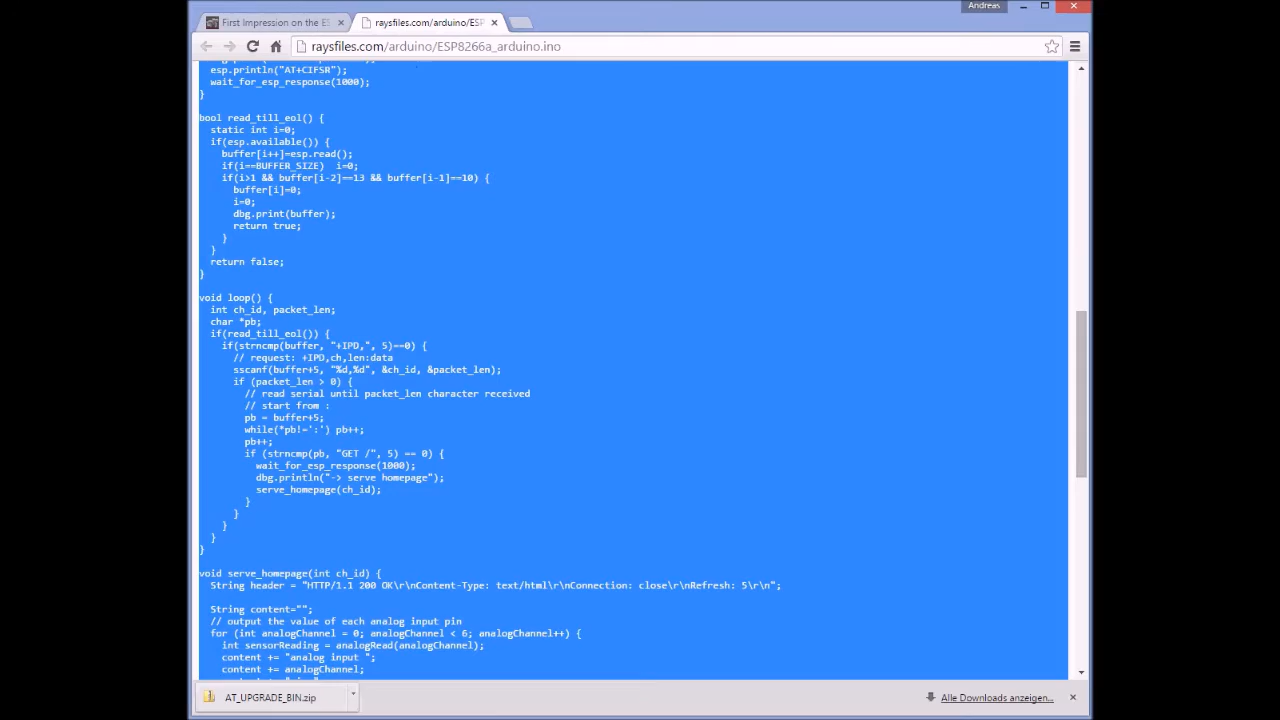 Andreas
First Impression on the ES
raysfiles.com/arduino/ESP
raysfiles.com/arduino/ESP8266a_arduino.ino
esp.println("AT+CIFSR");
wait_for_esp_response(1000);
}
bool read_till_eol() {
static int i=0;
if(esp.available()) {
buffer[i++]=esp.read();
if(i==BUFFER_SIZE)  i=0;
if(i>1 && buffer[i-2]==13 && buffer[i-1]==10) {
buffer[i]=0;
i=0;
dbg.print(buffer);
return true;
}
}
return false;
}
void loop() {
int ch_id, packet_len;
char *pb;
if(read_till_eol()) {
if(strncmp(buffer, "+IPD,", 5)==0) {
// request: +IPD,ch,len:data
sscanf(buffer+5, "%d,%d", &ch_id, &packet_len);
if (packet_len > 0) {
// read serial until packet_len character received
// start from :
pb = buffer+5;
while(*pb!=':') pb++;
pb++;
if (strncmp(pb, "GET /", 5) == 0) {
wait_for_esp_response(1000);
dbg.println("-> serve homepage");
serve_homepage(ch_id);
}
}
}
}
}
void serve_homepage(int ch_id) {
String header = "HTTP/1.1 200 OK\r\nContent-Type: text/html\r\nConnection: close\r\nRefresh: 5\r\n";
String content="";
// output the value of each analog input pin
for (int analogChannel = 0; analogChannel < 6; analogChannel++) {
int sensorReading = analogRead(analogChannel);
content += "analog input ";
content += analogChannel;
AT_UPGRADE_BIN.zip
Alle Downloads anzeigen...